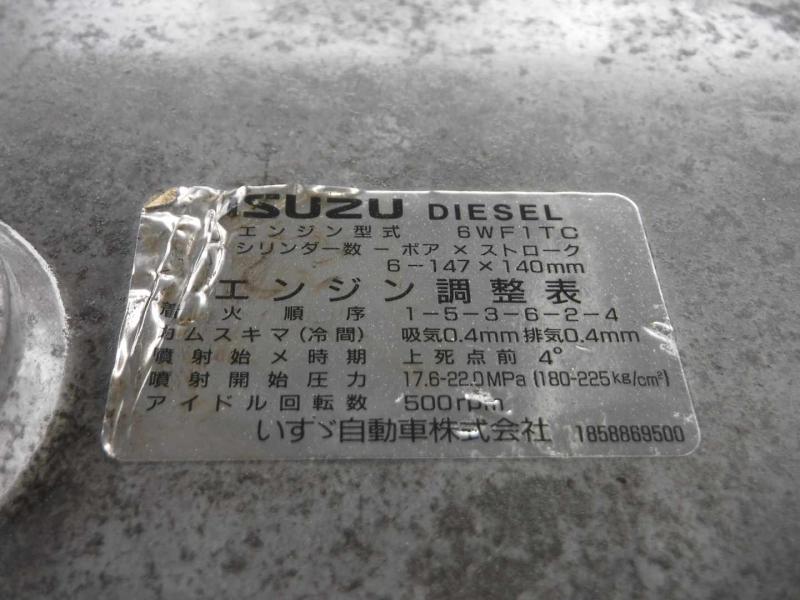 ISUZU DIESEL
エンジン型式 6WF1TC
シリンダー数－ボア×ストローク
6－147×140mm
エンジン調整表
着火順序 1-5-3-6-2-4
カムスキマ(冷間) 吸気0.4mm排気0.4mm
噴射始メ時期 上死点前 4°
噴射開始圧力 17.6-22.0MPa (180-225kg/cm²)
アイドル回転数 500rpm
いすゞ自動車株式会社 1858869500